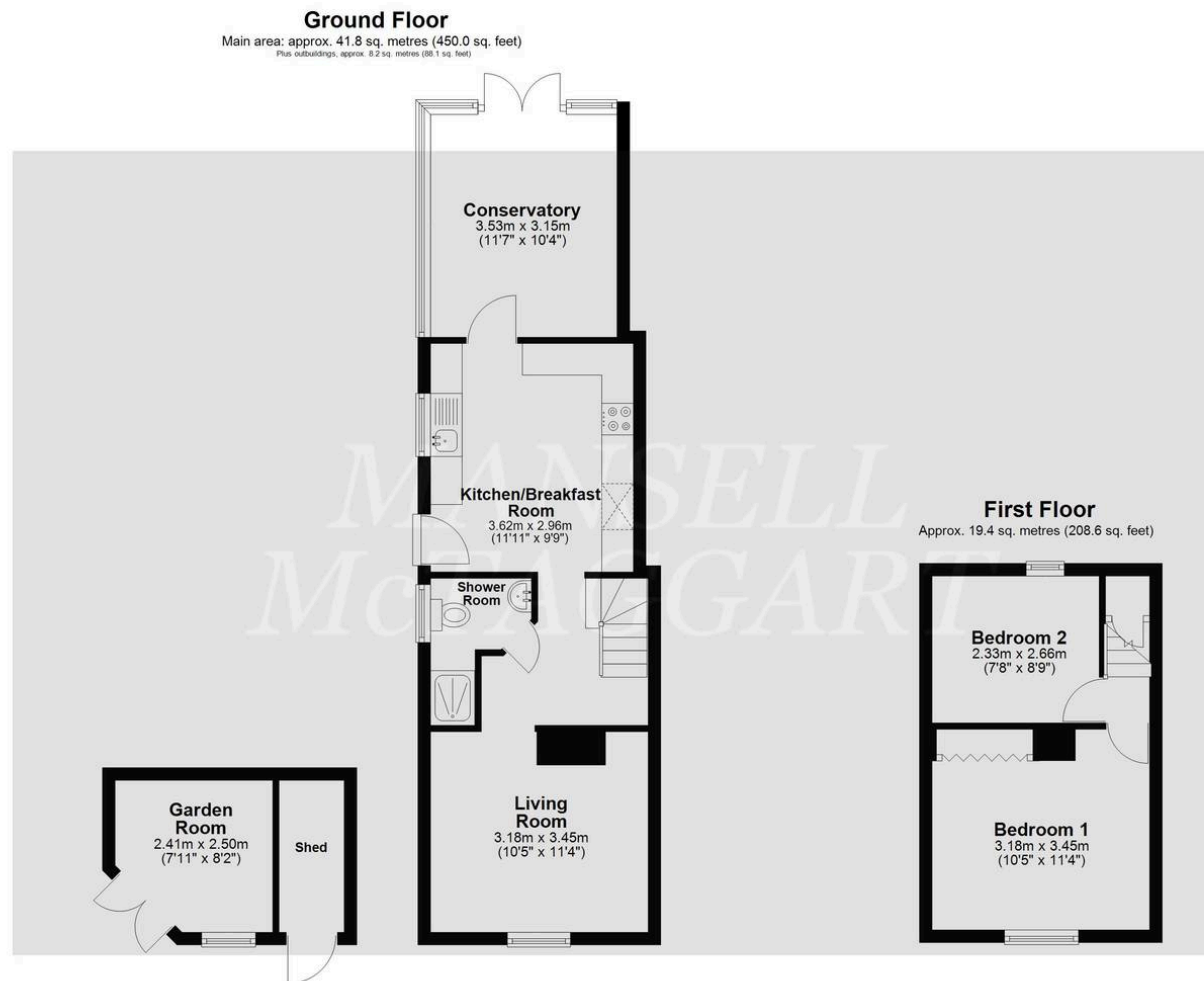 Ground Floor
Main area: approx. 41.8 sq. metres (450.0 sq. feet)
Plus outbuildings, approx. 8.2 sq. metres (88.1 sq. feet)
Conservatory
3.53m x 3.15m
(11'7" x 10'4")
Kitchen/Breakfast
Room
3.62m x 2.96m
(11'11" x 9'9")
Shower
Room
Living
Room
3.18m x 3.45m
(10'5" x 11'4")
Garden
Room
2.41m x 2.50m
(7'11" x 8'2")
Shed
First Floor
Approx. 19.4 sq. metres (208.6 sq. feet)
Bedroom 2
2.33m x 2.66m
(7'8" x 8'9")
Bedroom 1
3.18m x 3.45m
(10'5" x 11'4")
MANSELL
McTAGGART